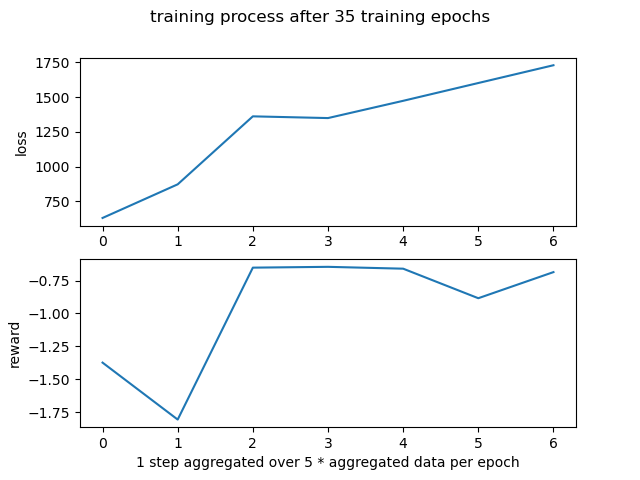 training process after 35 training epochs
1750
1500
1250
1000
750
loss
0 1 2 3 4 5 6
−0.75
−1.00
−1.25
−1.50
−1.75
reward
0 1 2 3 4 5 6
1 step aggregated over 5 * aggregated data per epoch